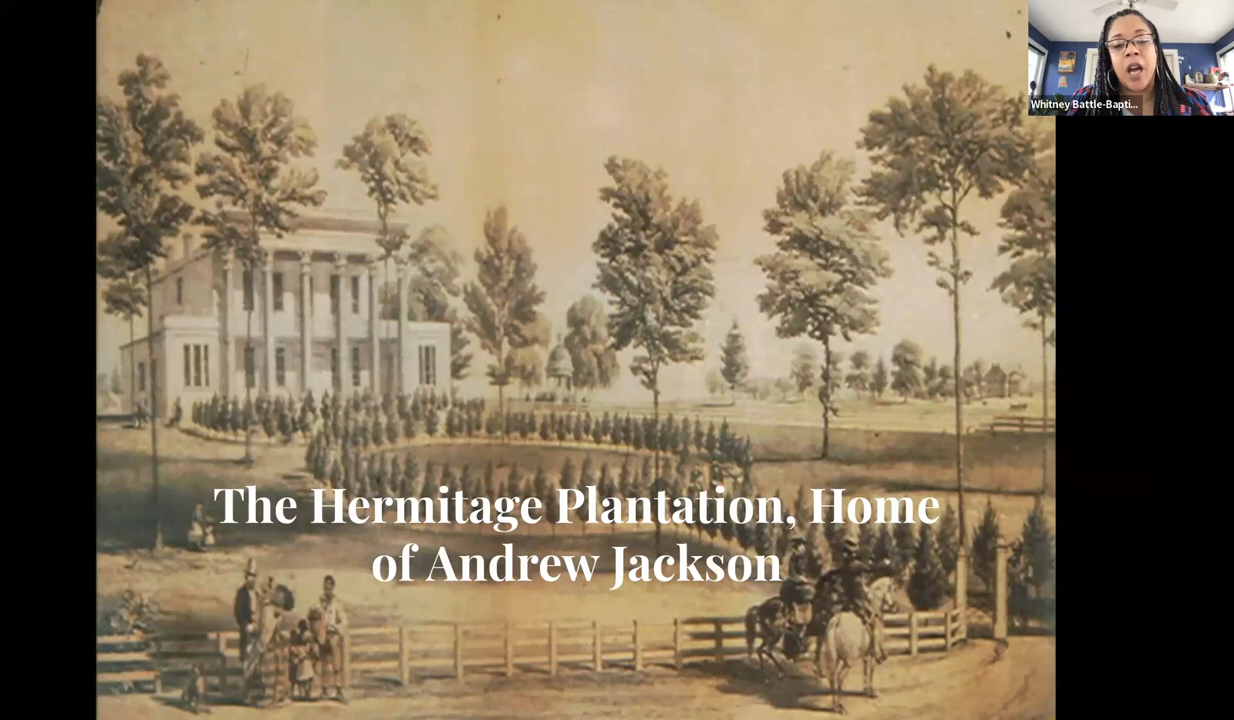 Whitney Battle-Bapti...
The Hermitage Plantation, Home
of Andrew Jackson